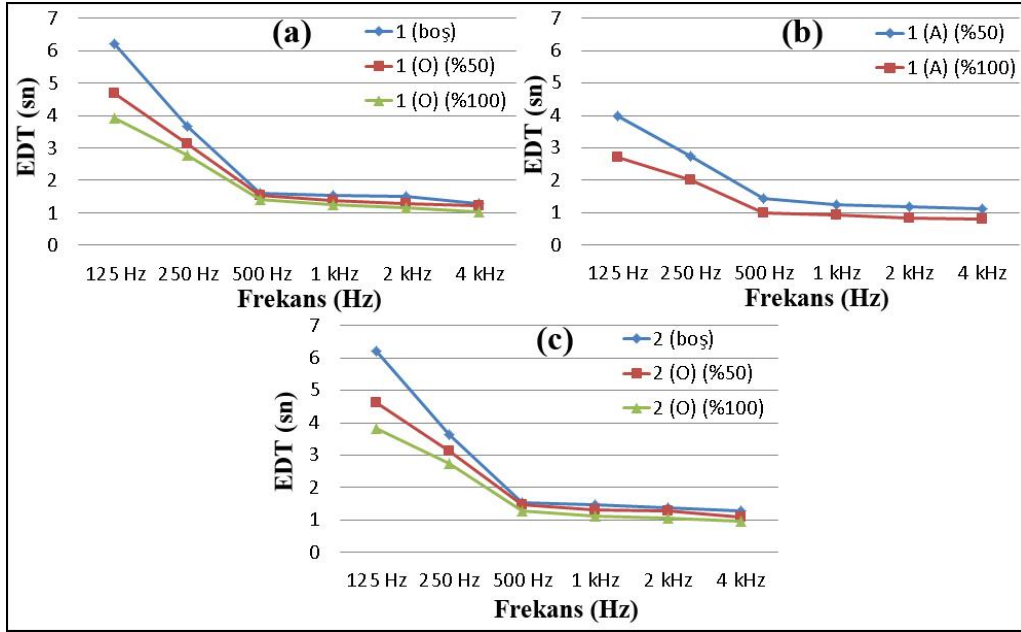 (a)
1 (boş)
1 (O) (%50)
1 (O) (%100)
EDT (sn)
7
6
5
4
3
2
1
0
125 Hz 250 Hz 500 Hz 1 kHz 2 kHz 4 kHz
Frekans (Hz)
(b)
1 (A) (%50)
1 (A) (%100)
EDT (sn)
7
6
5
4
3
2
1
0
125 Hz 250 Hz 500 Hz 1 kHz 2 kHz 4 kHz
Frekans (Hz)
(c)
2 (boş)
2 (O) (%50)
2 (O) (%100)
EDT (sn)
7
6
5
4
3
2
1
0
125 Hz 250 Hz 500 Hz 1 kHz 2 kHz 4 kHz
Frekans (Hz)